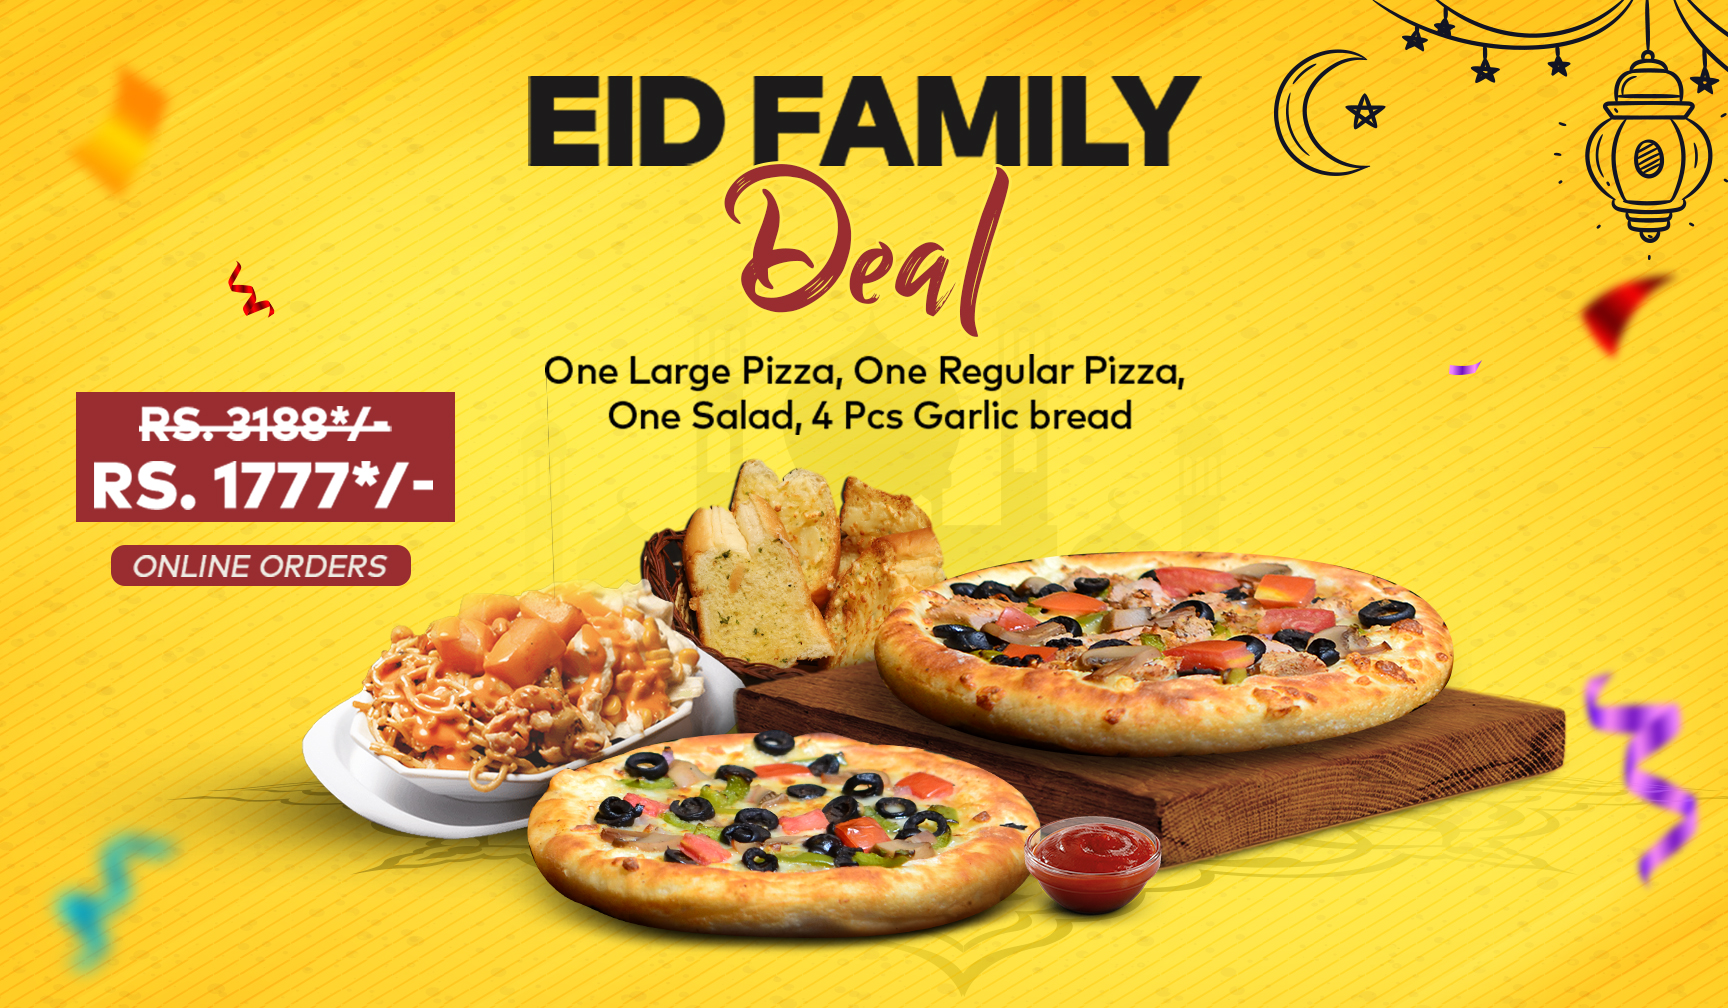 EID FAMILY
Deal
One Large Pizza, One Regular Pizza,
One Salad, 4 Pcs Garlic bread
RS. 3188*/-
RS. 1777*/-
ONLINE ORDERS